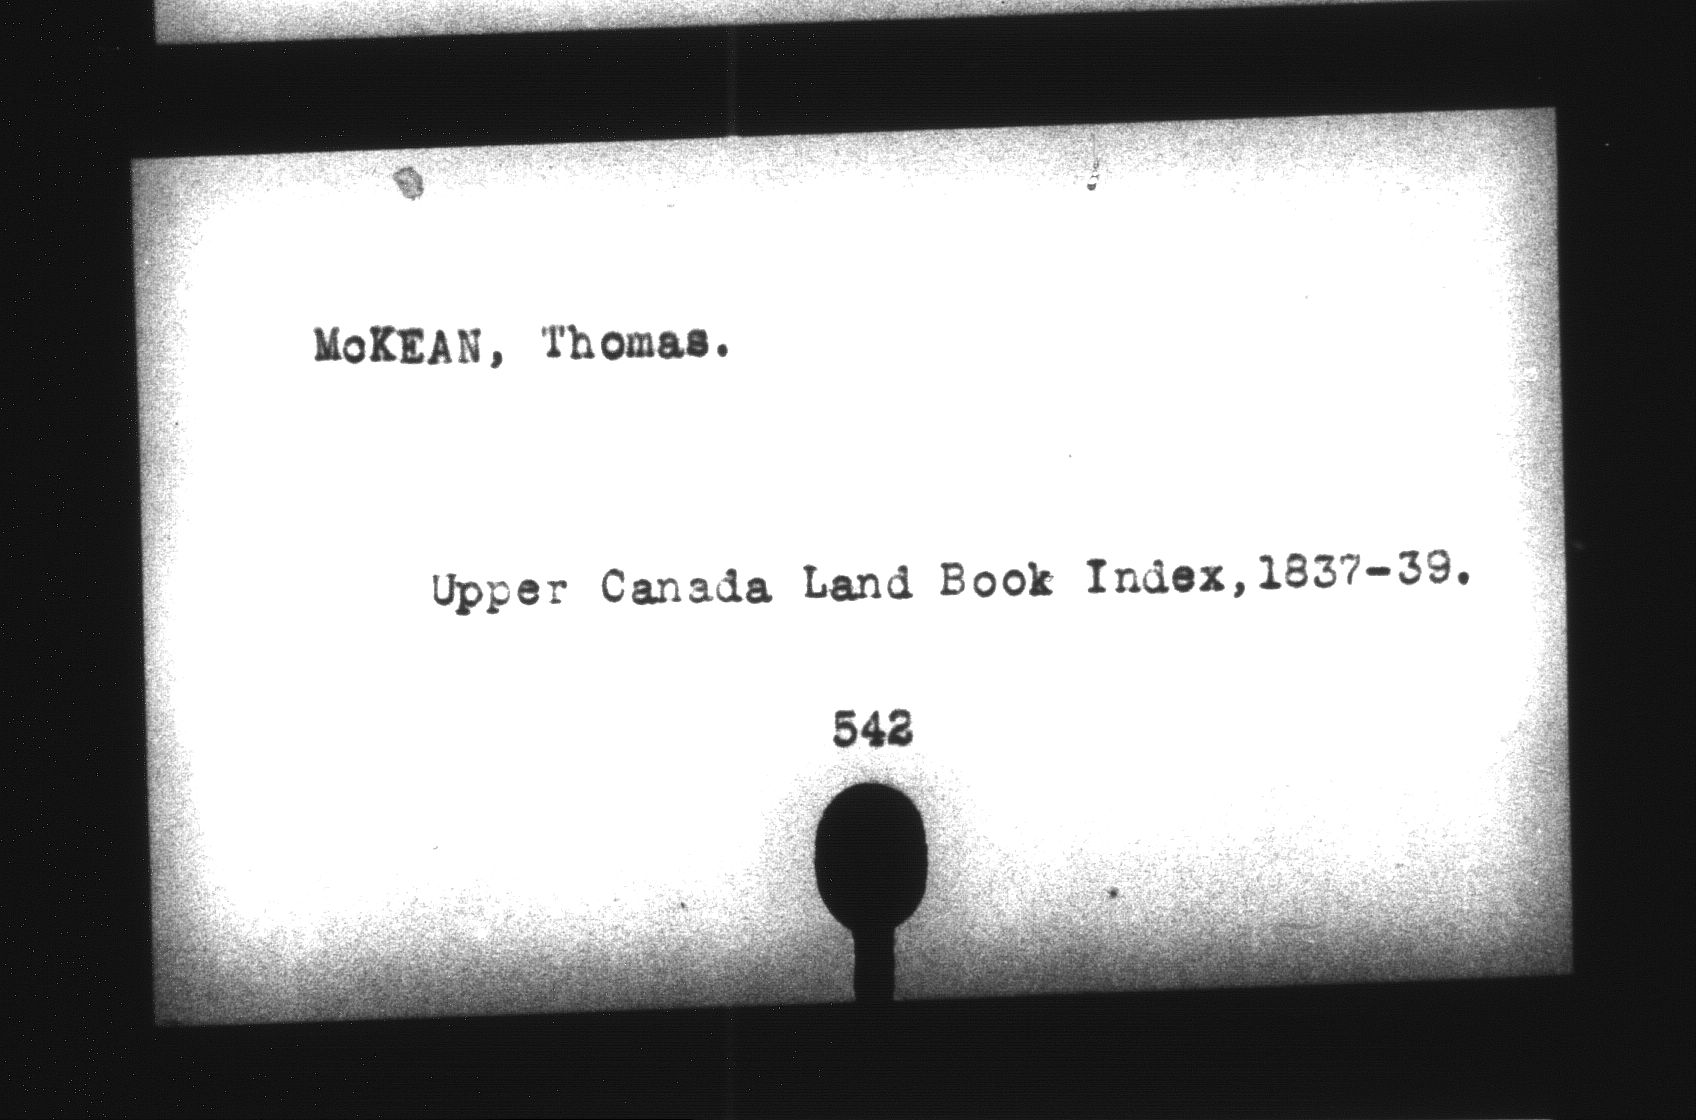 McKEAN, Thomas.
Upper Canada Land Book Index,1837-39.
542